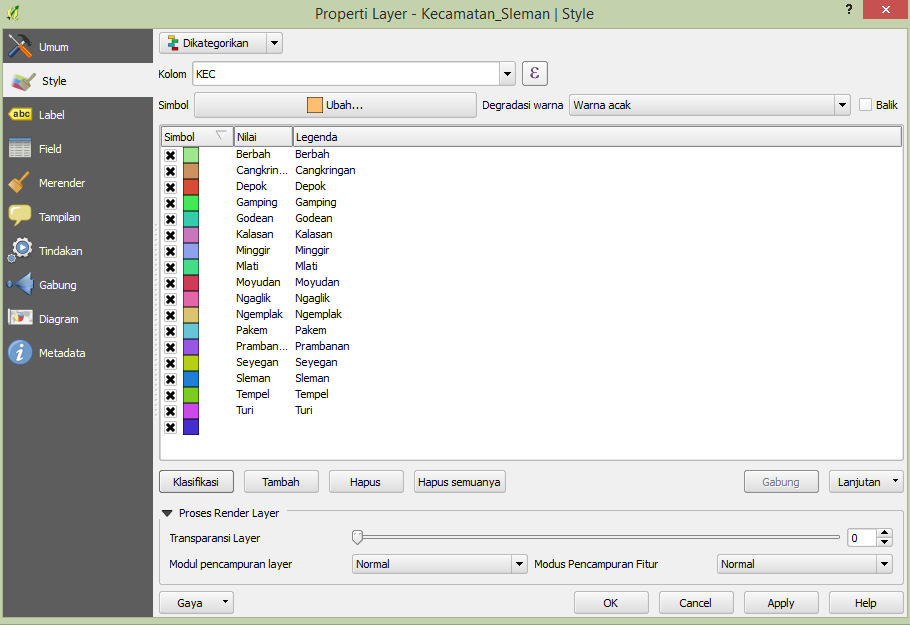 Properti Layer - Kecamatan_Sleman | Style
?
Umum
Style
abc Label
Field
Merender
Tampilan
Tindakan
Gabung
Diagram
Metadata
Dikategorikan
Kolom KEC ε
Simbol Ubah... Degradasi warna Warna acak Balik
Simbol Nilai Legenda
Berbah Berbah
Cangkrin... Cangkringan
Depok Depok
Gamping Gamping
Godean Godean
Kalasan Kalasan
Minggir Minggir
Mlati Mlati
Moyudan Moyudan
Ngaglik Ngaglik
Ngemplak Ngemplak
Pakem Pakem
Pramban... Prambanan
Seyegan Seyegan
Sleman Sleman
Tempel Tempel
Turi Turi
Klasifikasi Tambah Hapus Hapus semuanya Gabung Lanjutan
Proses Render Layer
Transparansi Layer 0
Modul pencampuran layer Normal Modus Pencampuran Fitur Normal
Gaya OK Cancel Apply Help